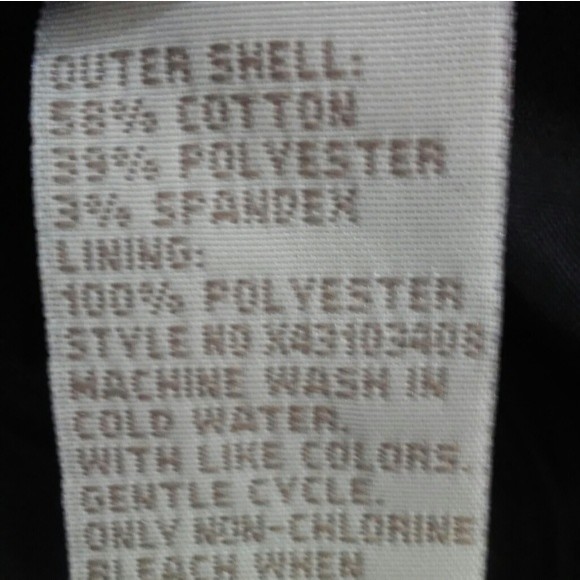 OUTER SHELL:
58% COTTON
39% POLYESTER
3% SPANDEX
LINING:
100% POLYESTER
STYLE NO X43103408
MACHINE WASH IN
COLD WATER.
WITH LIKE COLORS.
GENTLE CYCLE.
ONLY NON-CHLORINE
BLEACH WHEN